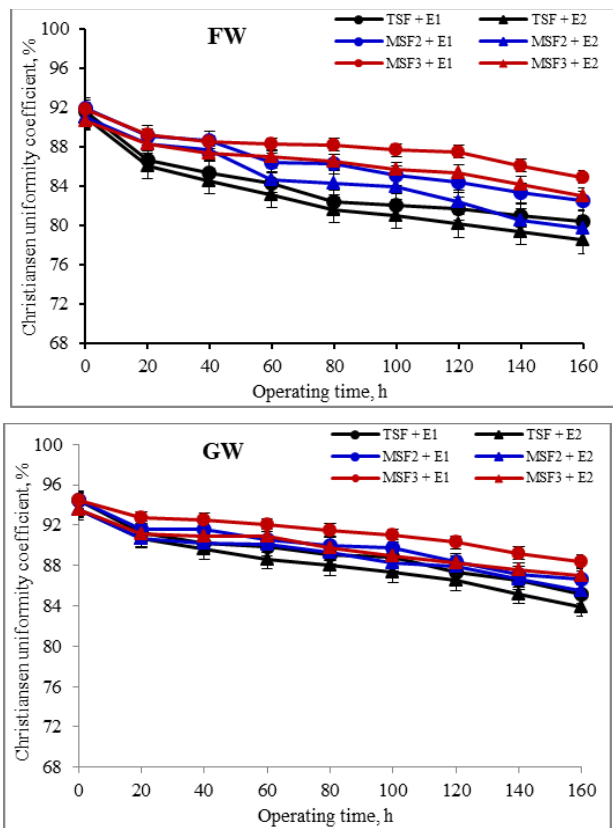 FW
TSF + E1 TSF + E2
MSF2 + E1 MSF2 + E2
MSF3 + E1 MSF3 + E2
Christiansen uniformity coefficient, %
100
96
92
88
84
80
76
72
68
0 20 40 60 80 100 120 140 160
Operating time, h
GW
TSF + E1 TSF + E2
MSF2 + E1 MSF2 + E2
MSF3 + E1 MSF3 + E2
Christiansen uniformity coefficient, %
100
96
92
88
84
80
76
72
68
0 20 40 60 80 100 120 140 160
Operating time, h